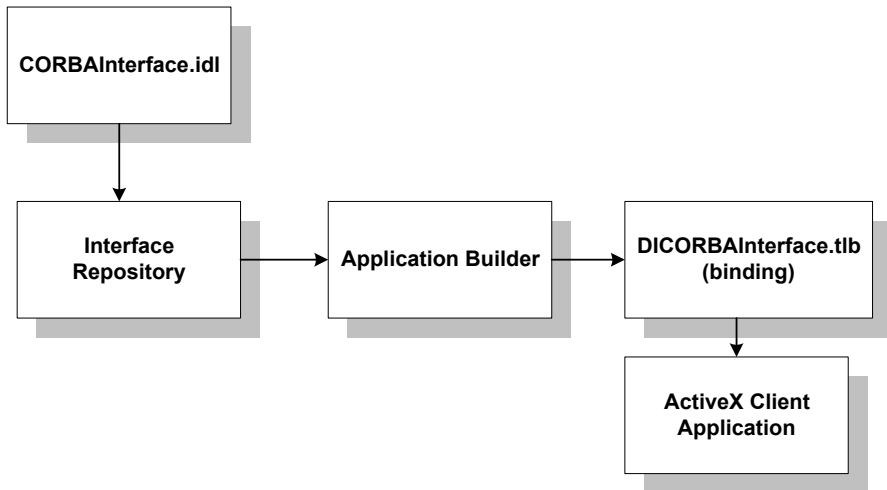 CORBAInterface.idl
Interface
Repository
Application Builder
DICORBAInterface.tlb
(binding)
ActiveX Client
Application